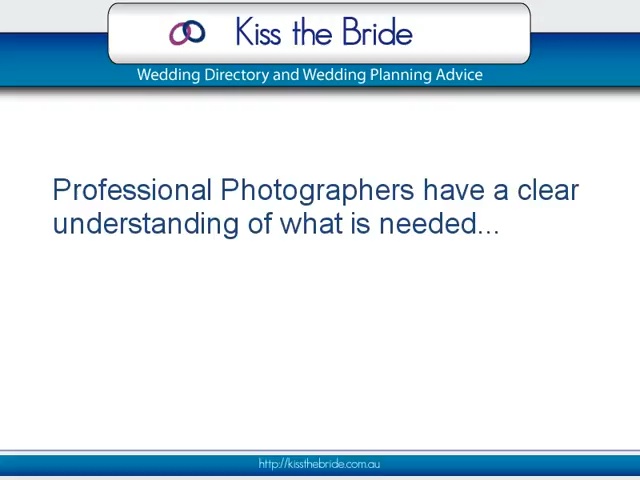 Kiss the Bride
Wedding Directory and Wedding Planning Advice
Professional Photographers have a clear
understanding of what is needed...
http://kissthebride.com.au